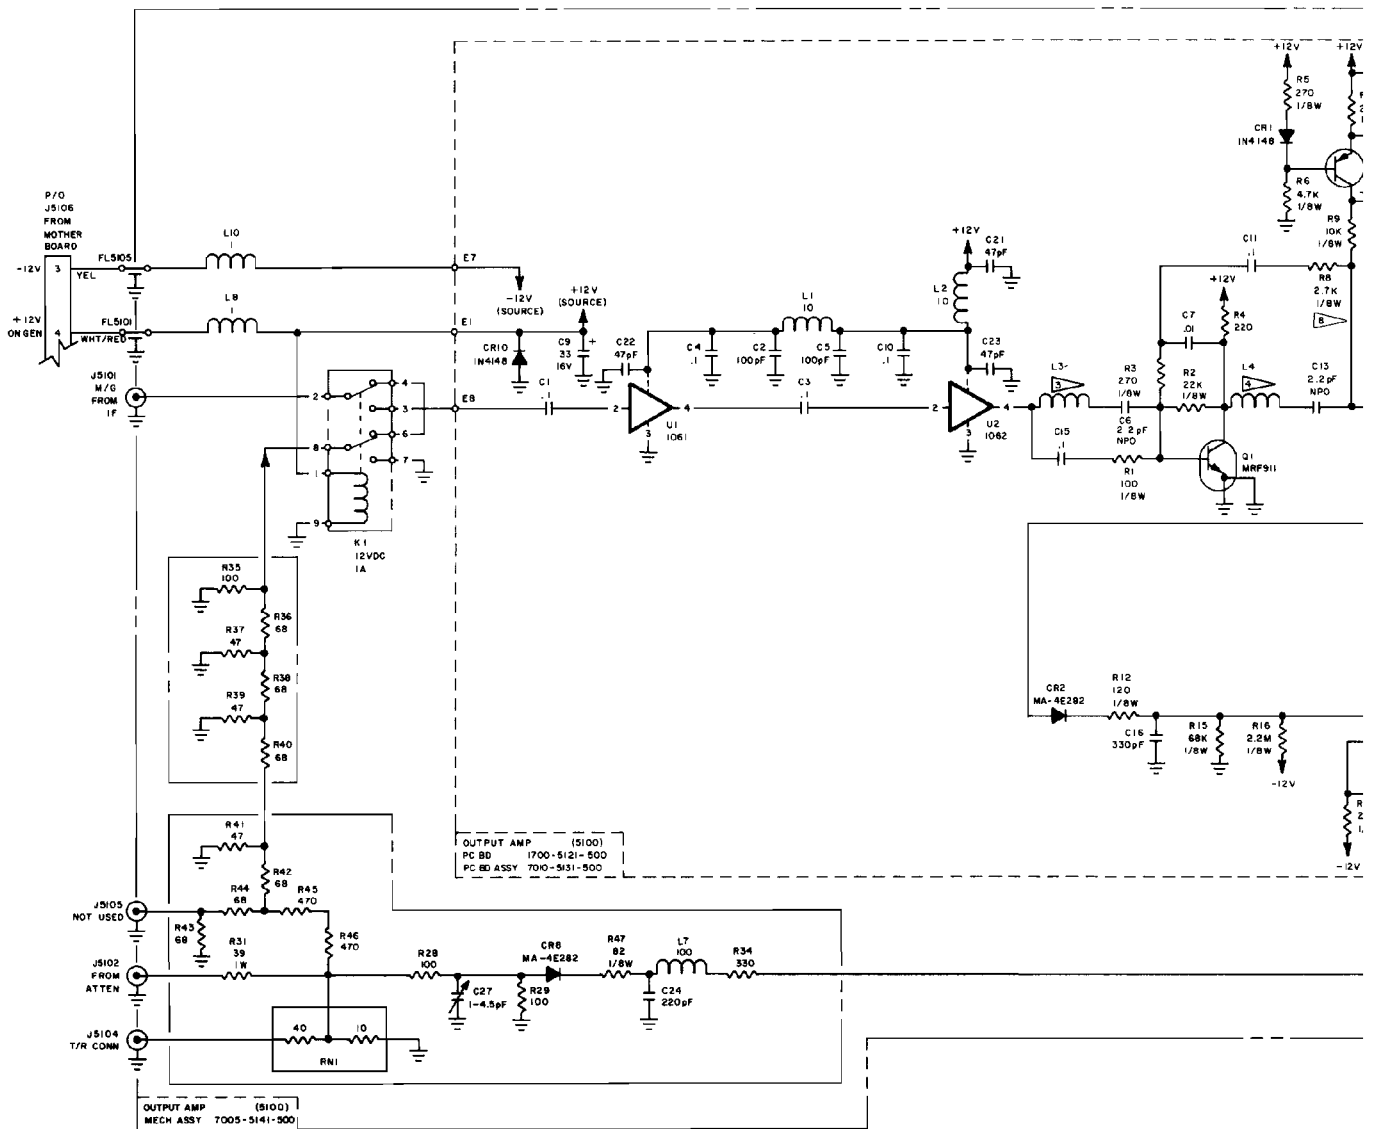 +12V
+12V
R5
270
1/8W
CR1
1N4148
R6
4.7K
1/8W
R9
10K
1/8W
P/O
J5106
FROM
MOTHER
BOARD
-12V 3 YEL
FL5105
L10
E7
-12V
(SOURCE)
+12V
(SOURCE)
+12V
ON GEN
4
WHT/RED
FL5101
L8
E1
CR10
1N4148
C9
33
16V
+
C22
47pF
C4
.1
C2
100pF
L1
10
C5
100pF
C10
.1
+12V
L2
10
C21
47pF
C23
47pF
C11
.1
R8
2.7K
1/8W
8
+12V
C7
.01
R4
220
J5101
M/G
FROM
IF
2
4
3
6
8
7
1
9
K1
12VDC
1A
E8
C1
.1
2
4
3
U1
1061
C3
.1
2
4
3
U2
1062
L3
3
R3
270
1/8W
C6
2.2pF
NPO
R2
22K
1/8W
L4
4
C13
2.2pF
NPO
C15
.1
R1
100
1/8W
Q1
MRF911
R35
100
R36
68
R37
47
R38
68
R39
47
R40
68
CR2
MA-4E282
R12
120
1/8W
C16
330pF
R15
68K
1/8W
R16
2.2M
1/8W
-12V
-12V
OUTPUT AMP (5100)
PC BD 1700-5121-500
PC BD ASSY 7010-5131-500
R41
47
R42
68
R44
68
R45
470
J5105
NOT USED
R43
68
R46
470
R31
39
1W
J5102
FROM
ATTEN
R28
100
C27
1-4.5pF
R29
100
CR8
MA-4E282
R47
82
1/8W
C24
220pF
L7
100
R34
330
J5104
T/R CONN
40
10
RN1
OUTPUT AMP (5100)
MECH ASSY 7005-5141-500